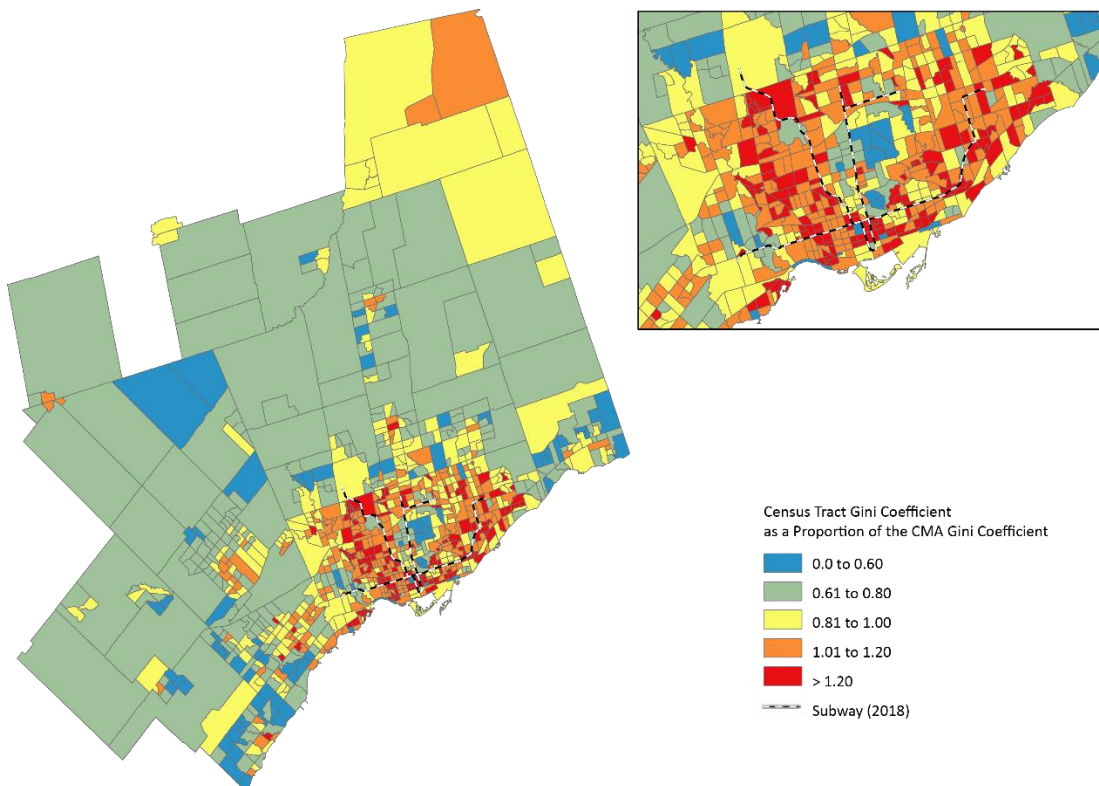 Census Tract Gini Coefficient
as a Proportion of the CMA Gini Coefficient
0.0 to 0.60
0.61 to 0.80
0.81 to 1.00
1.01 to 1.20
> 1.20
Subway (2018)